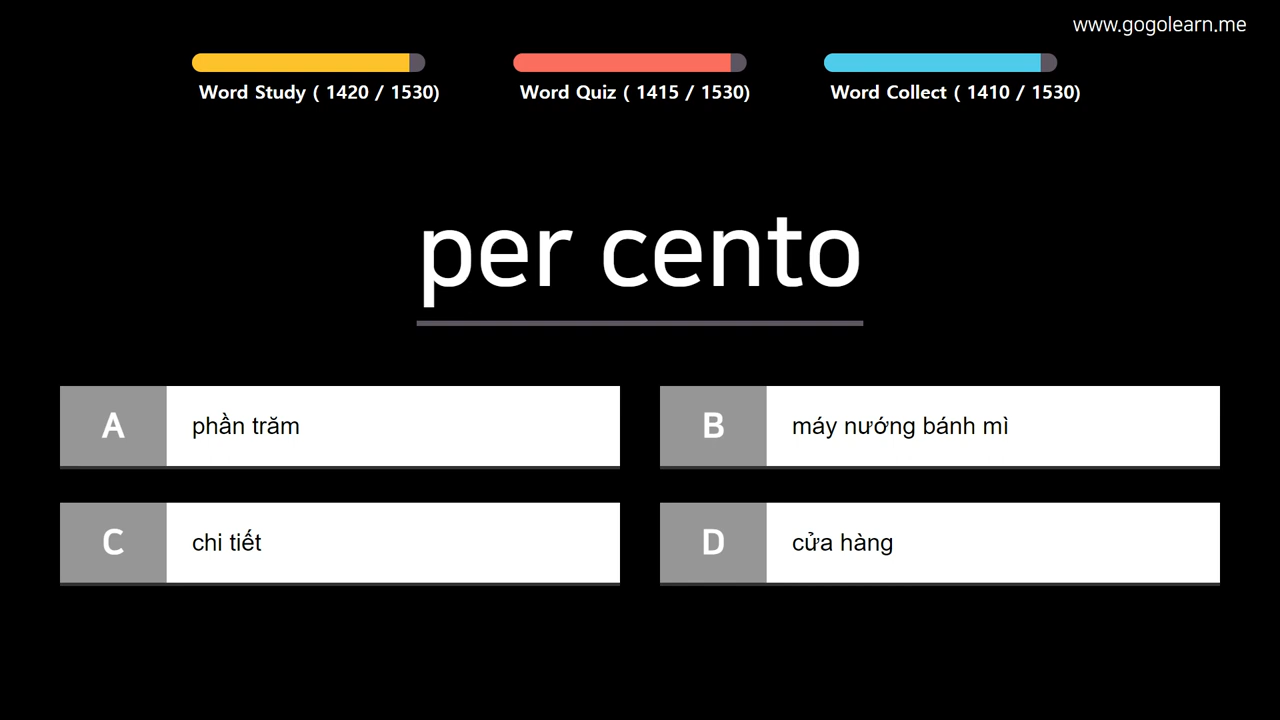 www.gogolearn.me
Word Study ( 1420 / 1530)
Word Quiz ( 1415 / 1530)
Word Collect ( 1410 / 1530)
per cento
A phần trăm
B máy nướng bánh mì
C chi tiết
D cửa hàng